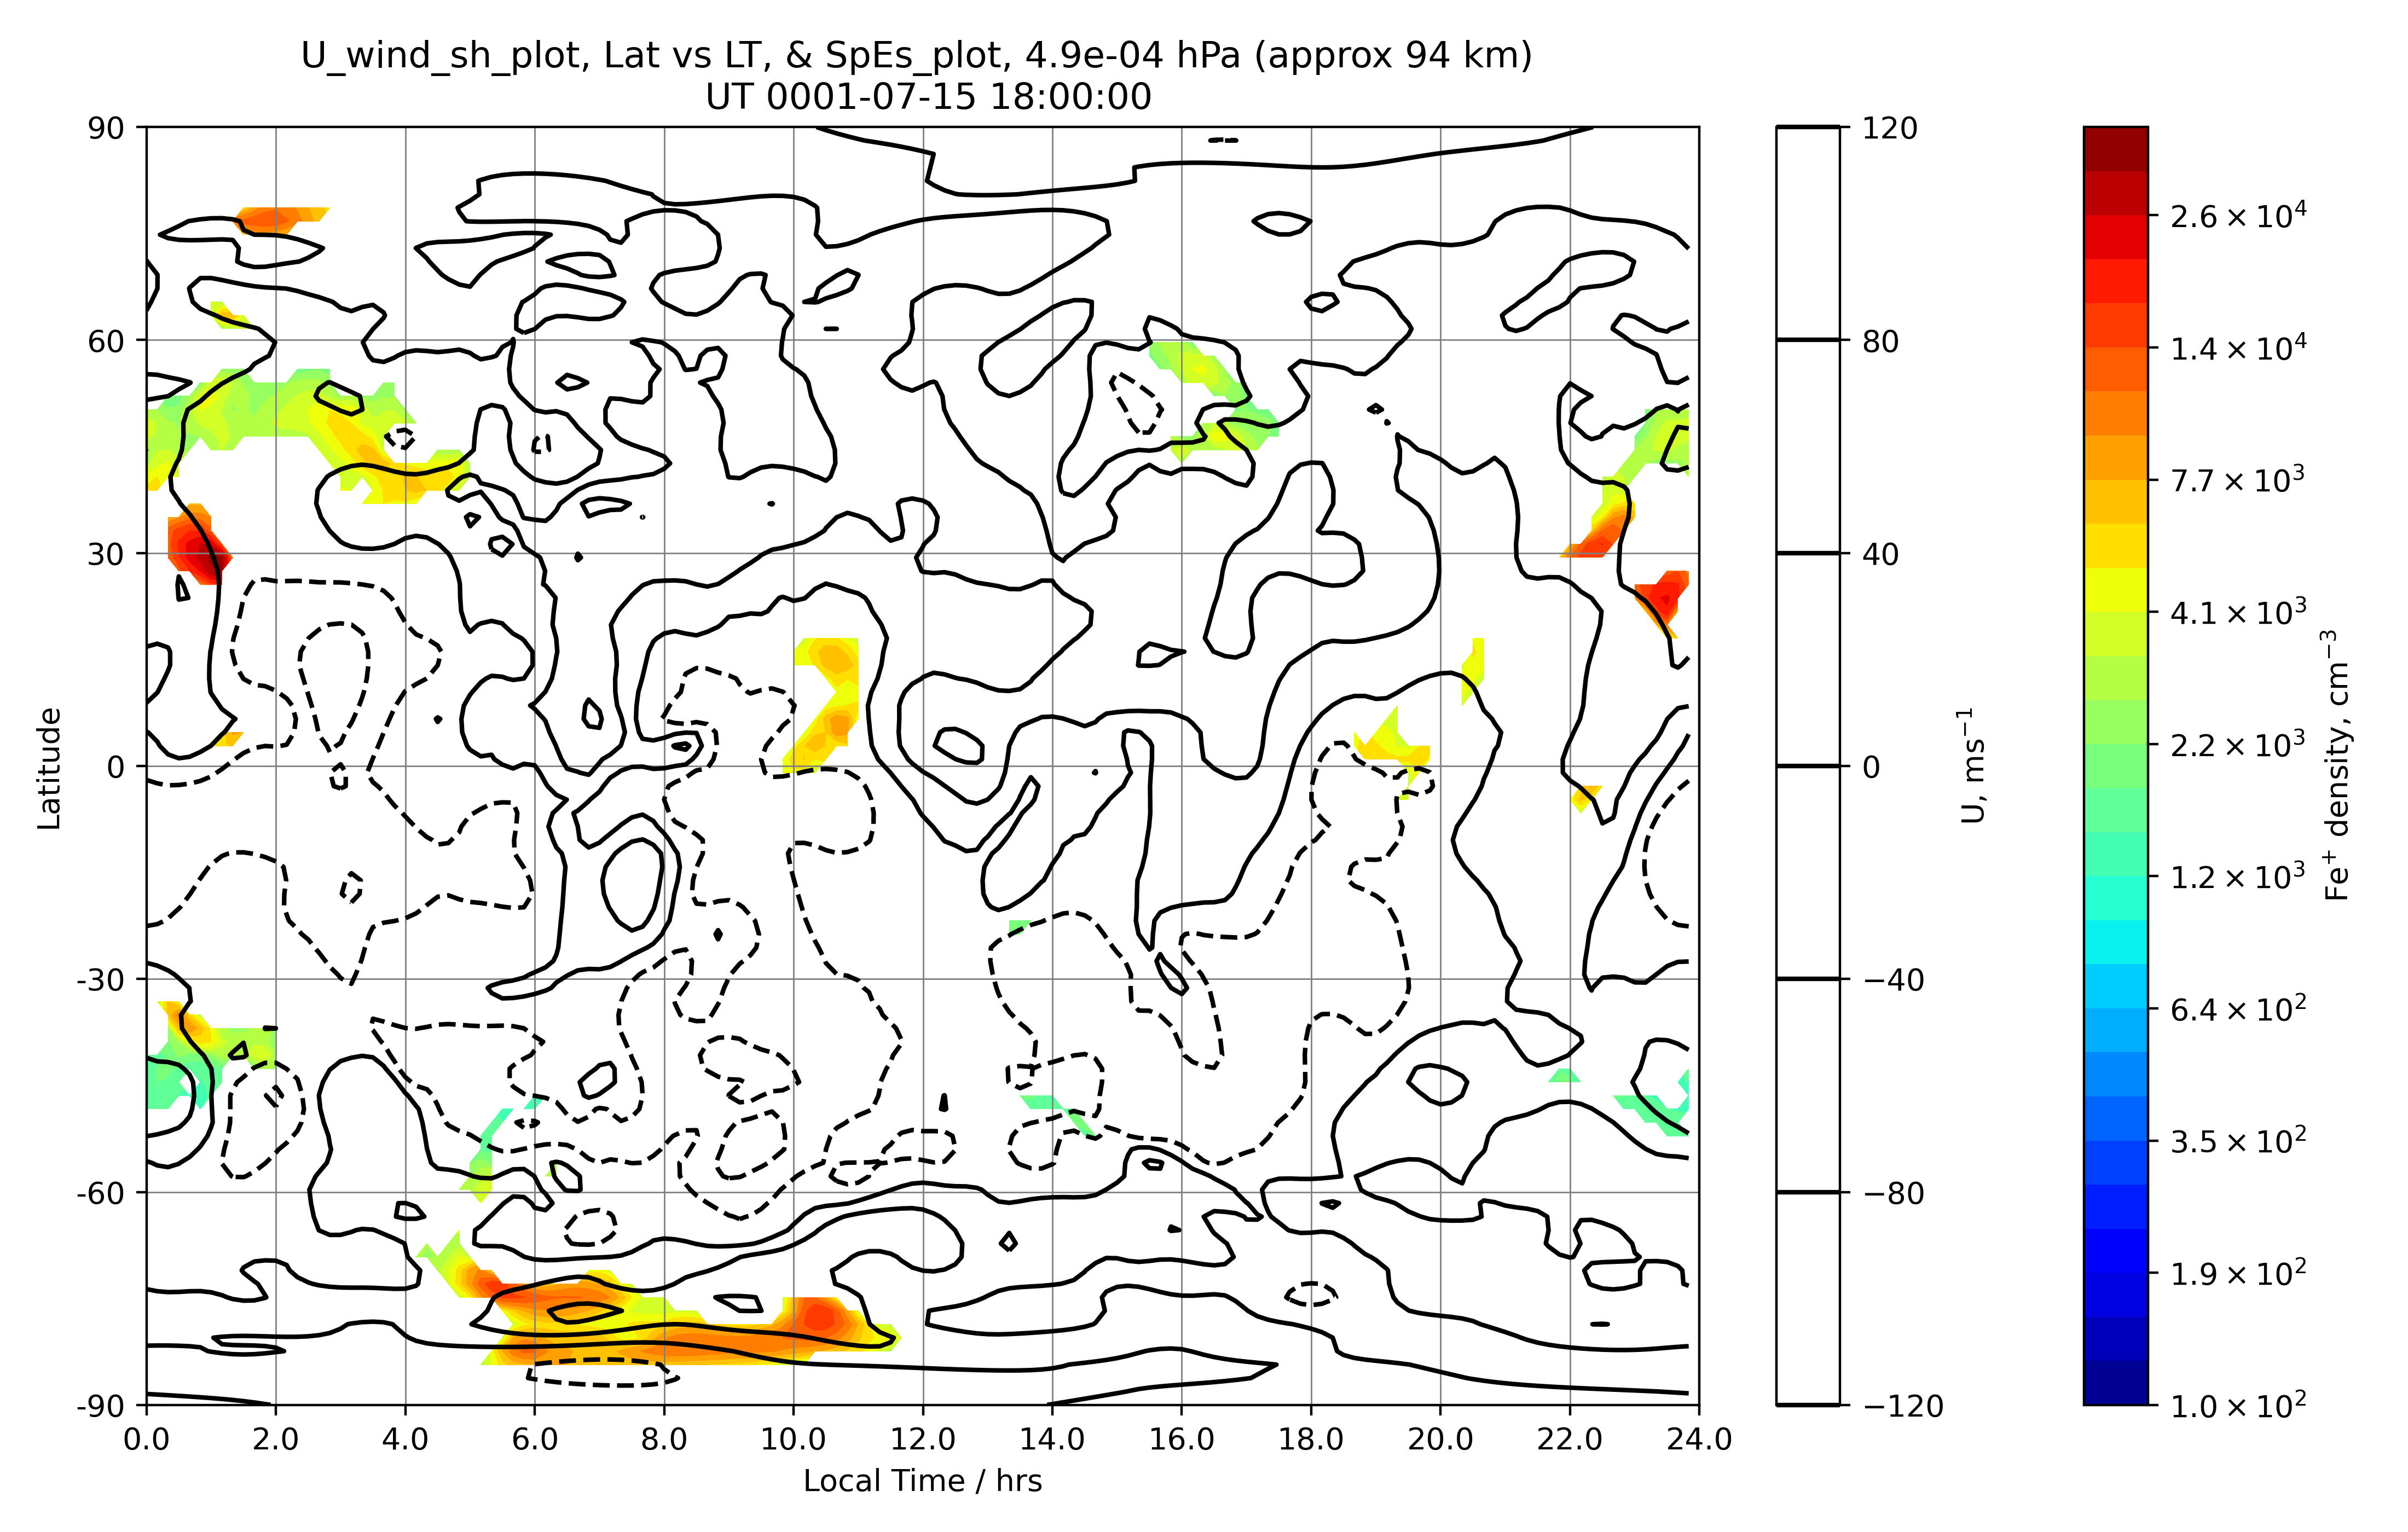 U_wind_sh_plot, Lat vs LT, & SpEs_plot, 4.9e-04 hPa (approx 94 km)
UT 0001-07-15 18:00:00
90
60
30
0
-30
-60
-90
Latitude
0.0 2.0 4.0 6.0 8.0 10.0 12.0 14.0 16.0 18.0 20.0 22.0 24.0
Local Time / hrs
120
80
40
0
−40
−80
−120
U, ms⁻¹
2.6 × 10⁴
1.4 × 10⁴
7.7 × 10³
4.1 × 10³
2.2 × 10³
1.2 × 10³
6.4 × 10²
3.5 × 10²
1.9 × 10²
1.0 × 10²
Fe⁺ density, cm⁻³